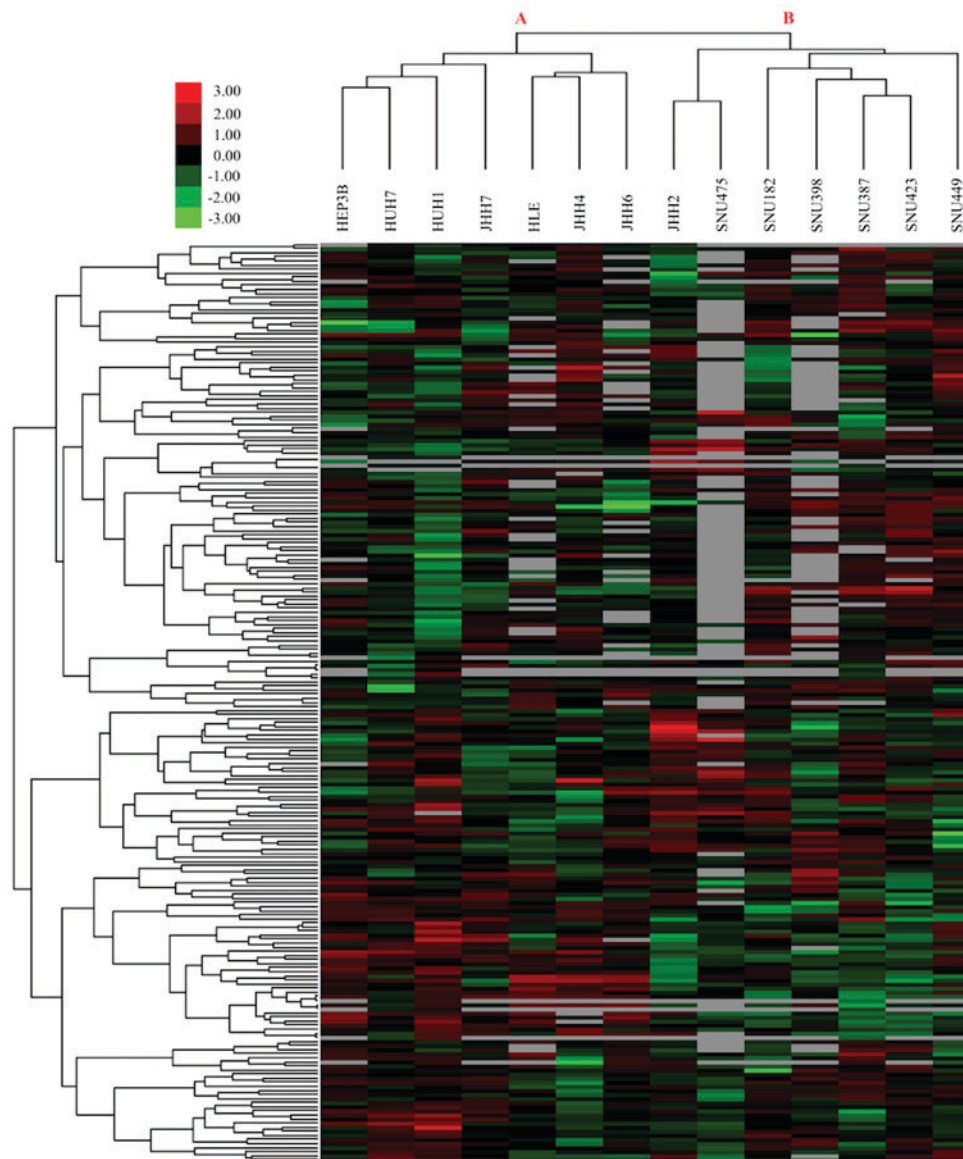 A B
3.00
2.00
1.00
0.00
-1.00
-2.00
-3.00
HEP3B
HUH7
HUH1
JHH7
HLE
JHH4
JHH6
JHH2
SNU475
SNU182
SNU398
SNU387
SNU423
SNU449